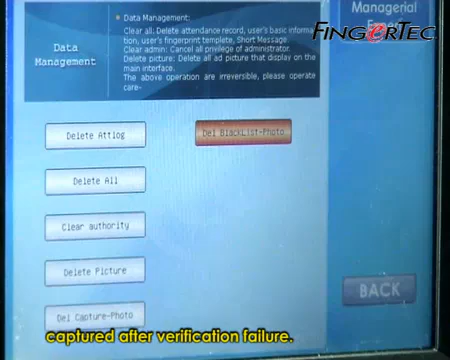 Data Management
Data Management:
Clear all: Delete attendance record, user's basic informa-
tion, user's fingerprint template, Short Message
Clear admin: Cancel all privilege of administrator.
Delete picture: Delete all ad picture that display on the
main interface.
The above operation are irreversible, please operate
care-
Managerial
FINGERTEC
Delete Attlog
Del BlackList-Photo
Delete All
Clear authority
Delete Picture
Del Capture-Photo
BACK
captured after verification failure.